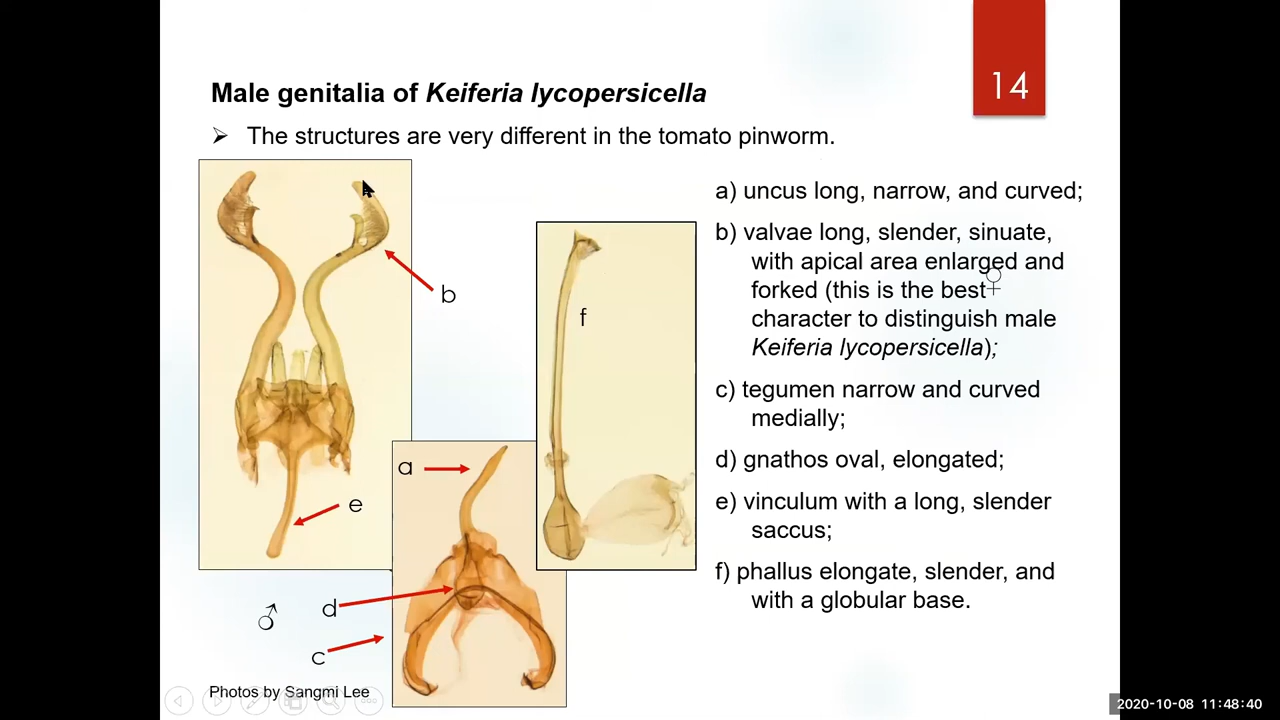 14
Male genitalia of Keiferia lycopersicella
➢ The structures are very different in the tomato pinworm.
a) uncus long, narrow, and curved;
b) valvae long, slender, sinuate,
with apical area enlarged and
forked (this is the best
character to distinguish male
Keiferia lycopersicella);
c) tegumen narrow and curved
medially;
d) gnathos oval, elongated;
e) vinculum with a long, slender
saccus;
f) phallus elongate, slender, and
with a globular base.
b
f
a
e
d
c
♂
♀
Photos by Sangmi Lee
2020-10-08 11:48:40